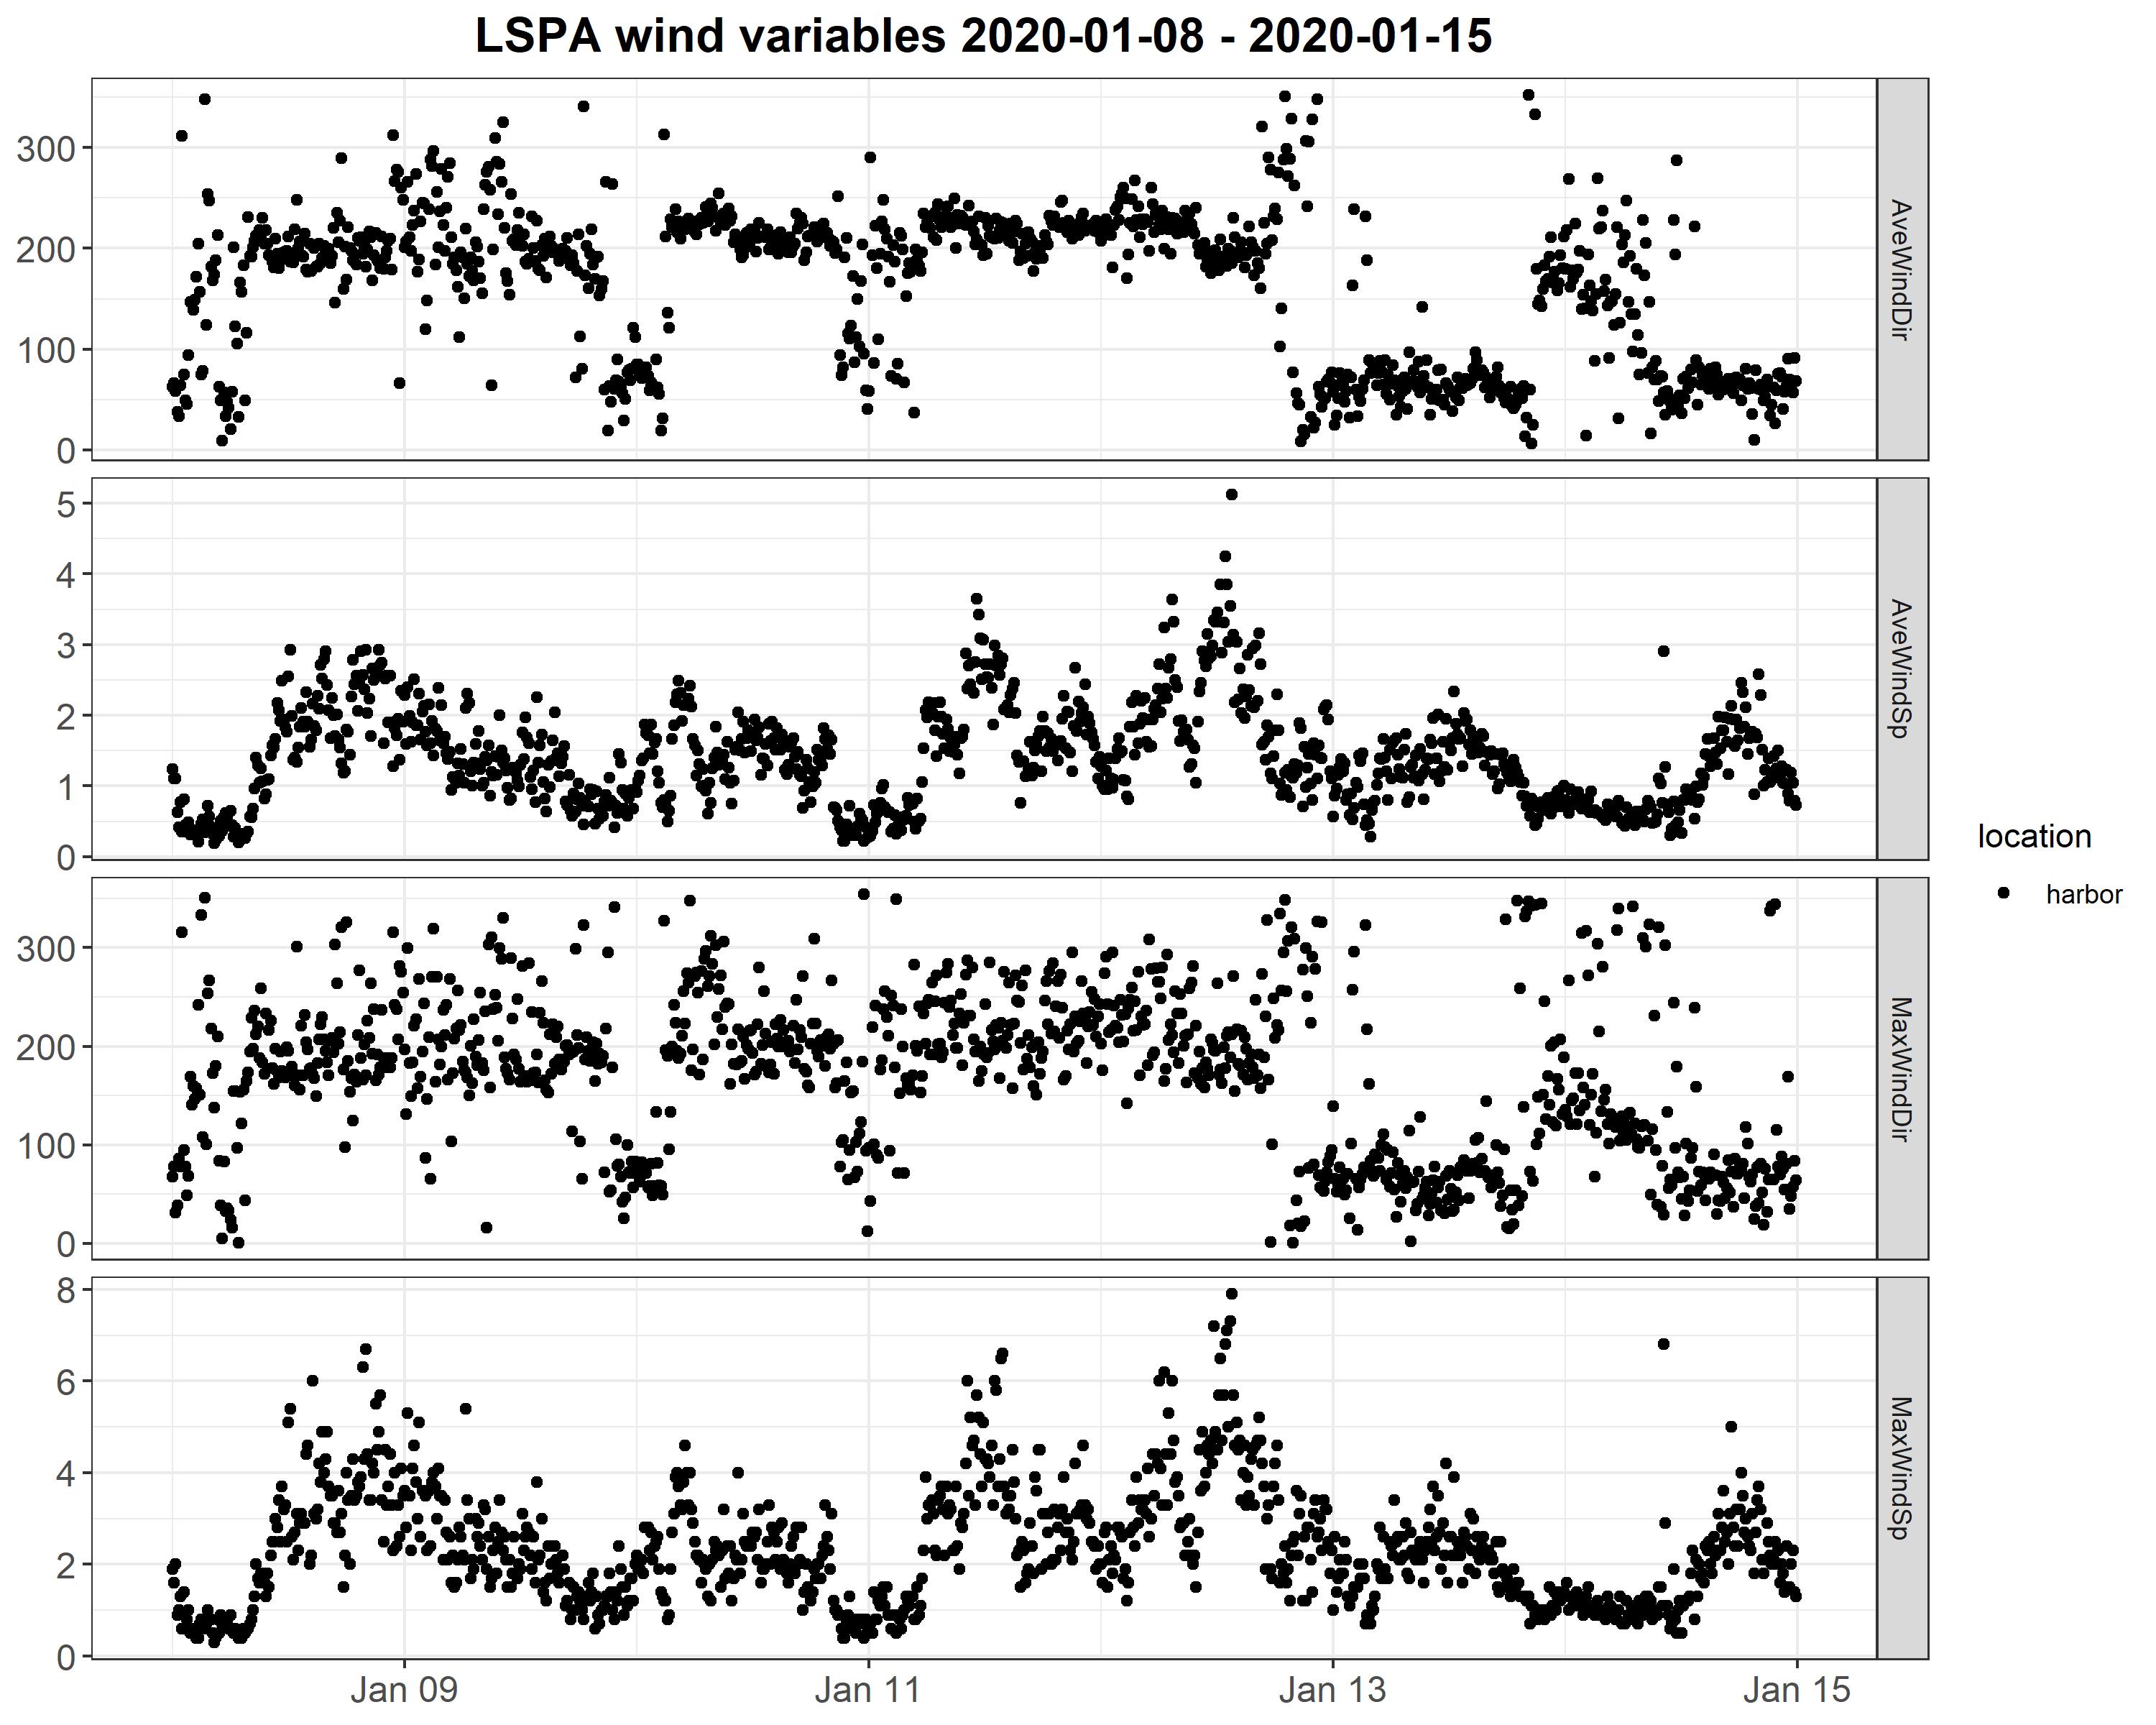 LSPA wind variables 2020-01-08 - 2020-01-15
300
200
100
0
AveWindDir
5
4
3
2
1
0
AveWindSp
300
200
100
0
MaxWindDir
8
6
4
2
0
MaxWindSp
Jan 09 Jan 11 Jan 13 Jan 15
location
harbor